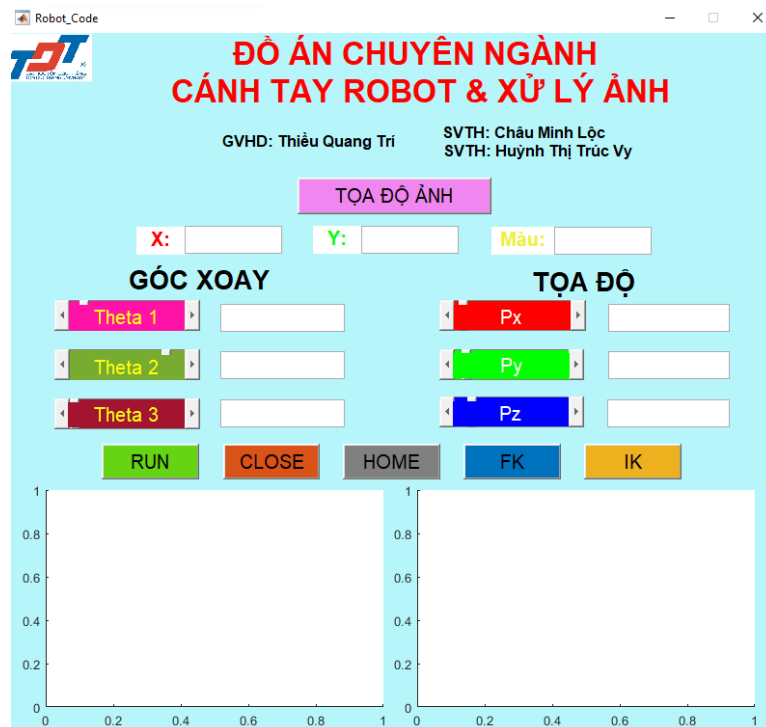 Robot_Code
TDT
ĐỒ ÁN CHUYÊN NGÀNH
CÁNH TAY ROBOT & XỬ LÝ ẢNH
GVHD: Thiều Quang Trí
SVTH: Châu Minh Lộc
SVTH: Huỳnh Thị Trúc Vy
TỌA ĐỘ ẢNH
X: Y: Màu:
GÓC XOAY TỌA ĐỘ
Theta 1 Px
Theta 2 Py
Theta 3 Pz
RUN CLOSE HOME FK IK
1 1
0.8 0.8
0.6 0.6
0.4 0.4
0.2 0.2
0 0
0 0.2 0.4 0.6 0.8 1 0 0.2 0.4 0.6 0.8 1